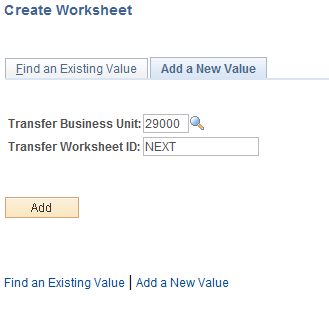 Create Worksheet
Find an Existing Value Add a New Value
Transfer Business Unit: 29000
Transfer Worksheet ID: NEXT
Add
Find an Existing Value | Add a New Value